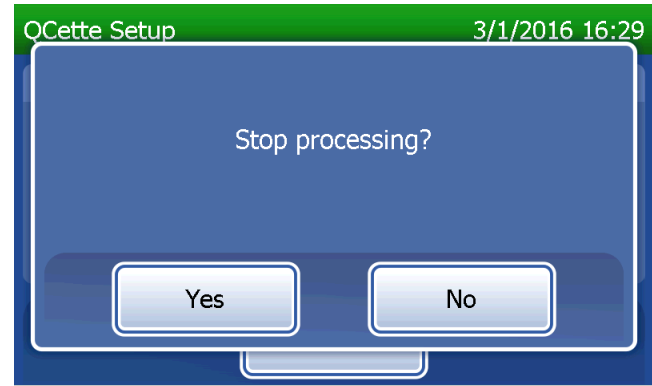 QCette Setup 3/1/2016 16:29
Stop processing?
Yes No